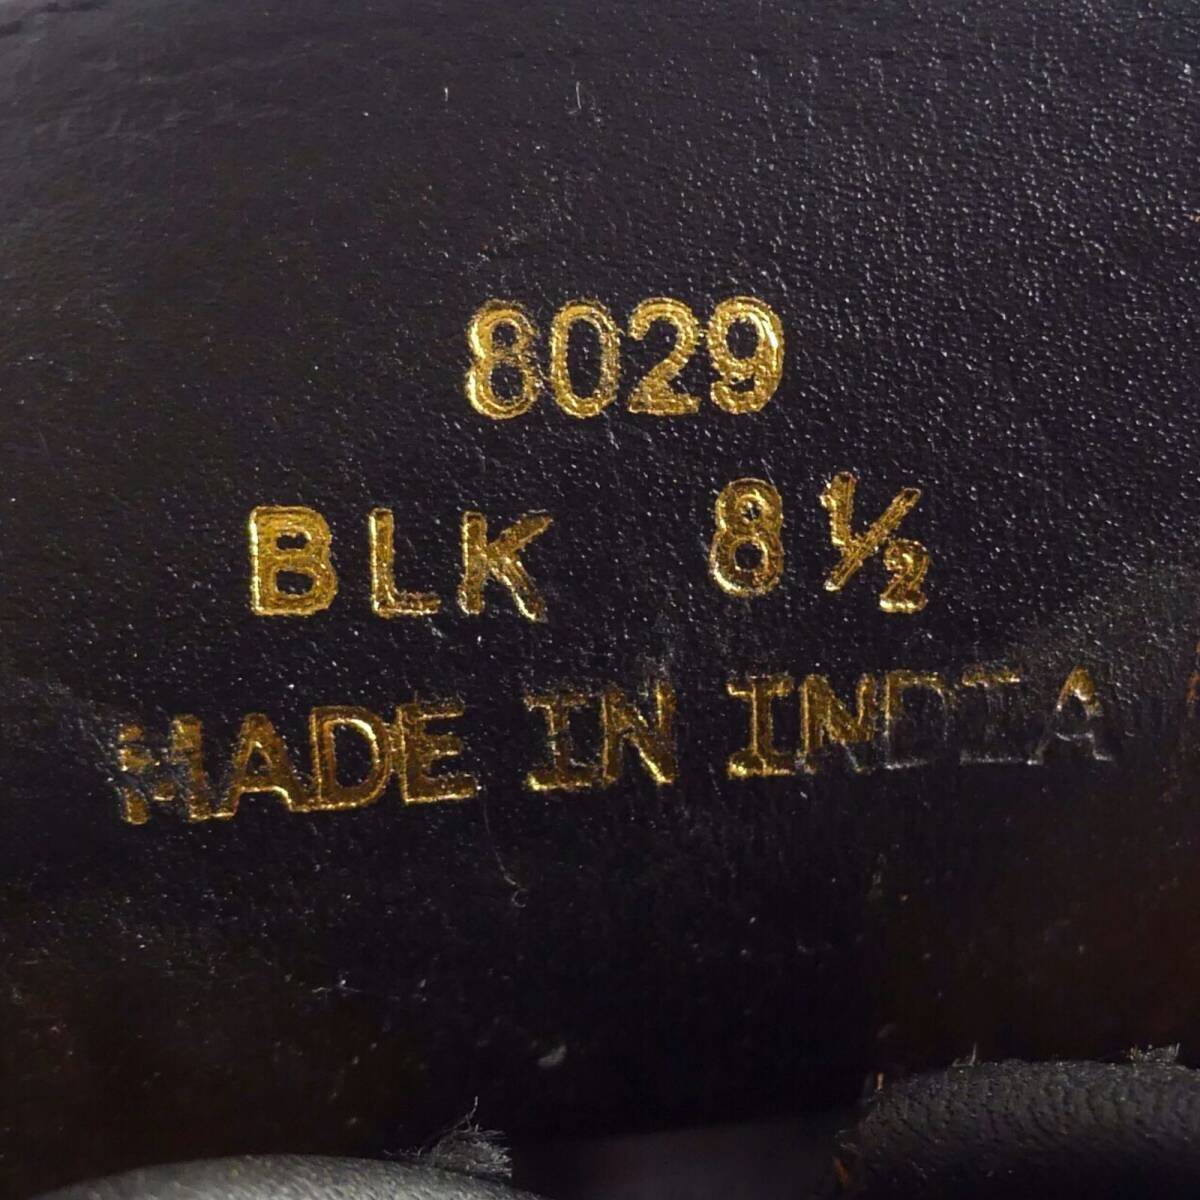 8029
BLK 8½
MADE IN INDIA